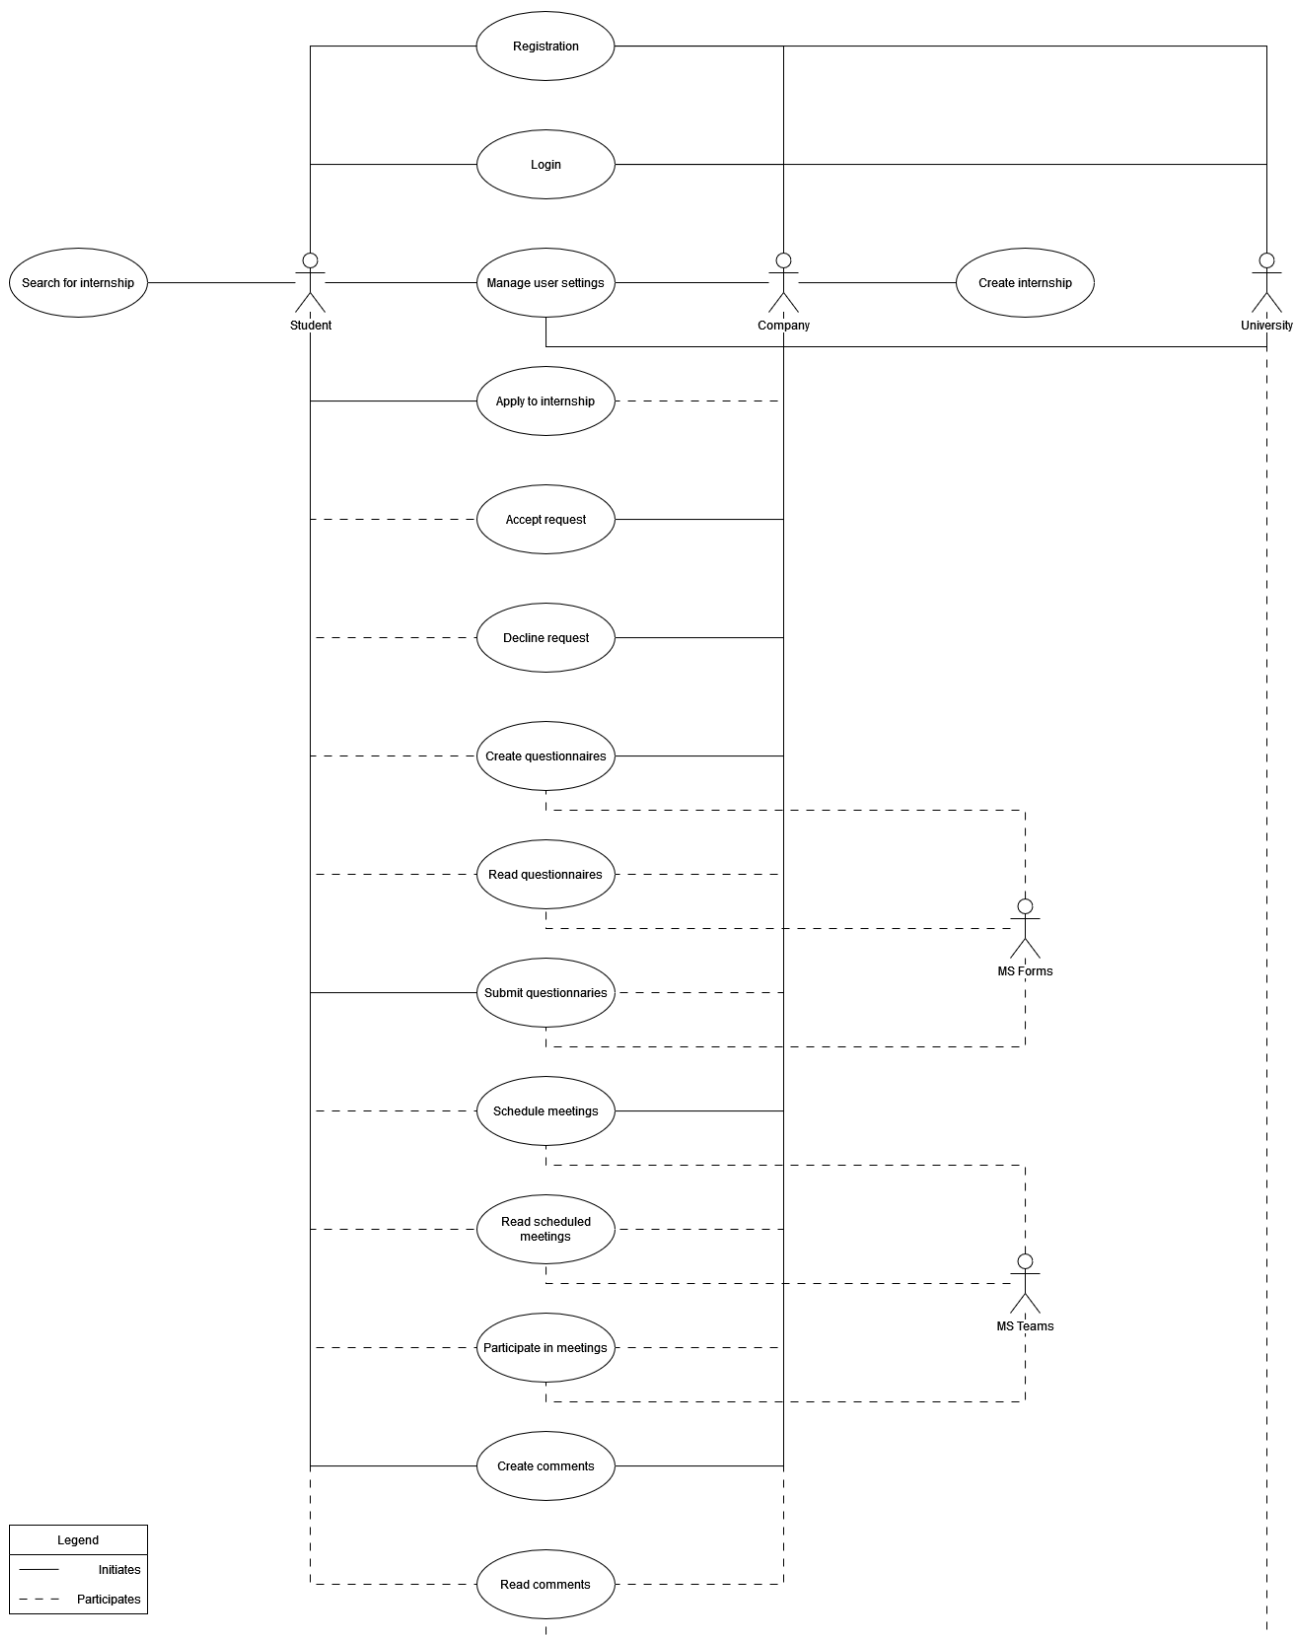 Registration
Login
Search for internship
Manage user settings
Create internship
Student
Company
University
Apply to internship
Accept request
Decline request
Create questionnaires
Read questionnaires
MS Forms
Submit questionnaries
Schedule meetings
Read scheduled
meetings
MS Teams
Participate in meetings
Create comments
Legend
Initiates
Participates
Read comments